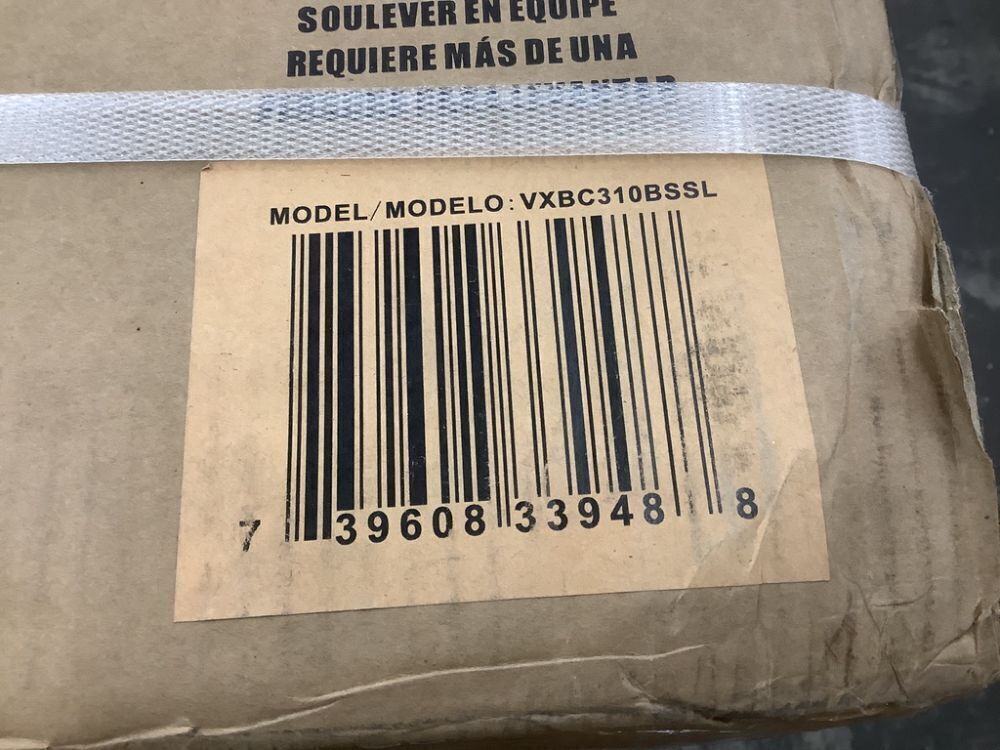 SOULEVER EN ÉQUIPE
REQUIERE MÁS DE UNA
MODEL/MODELO: VXBC310BSSL
7 39608 33948 8